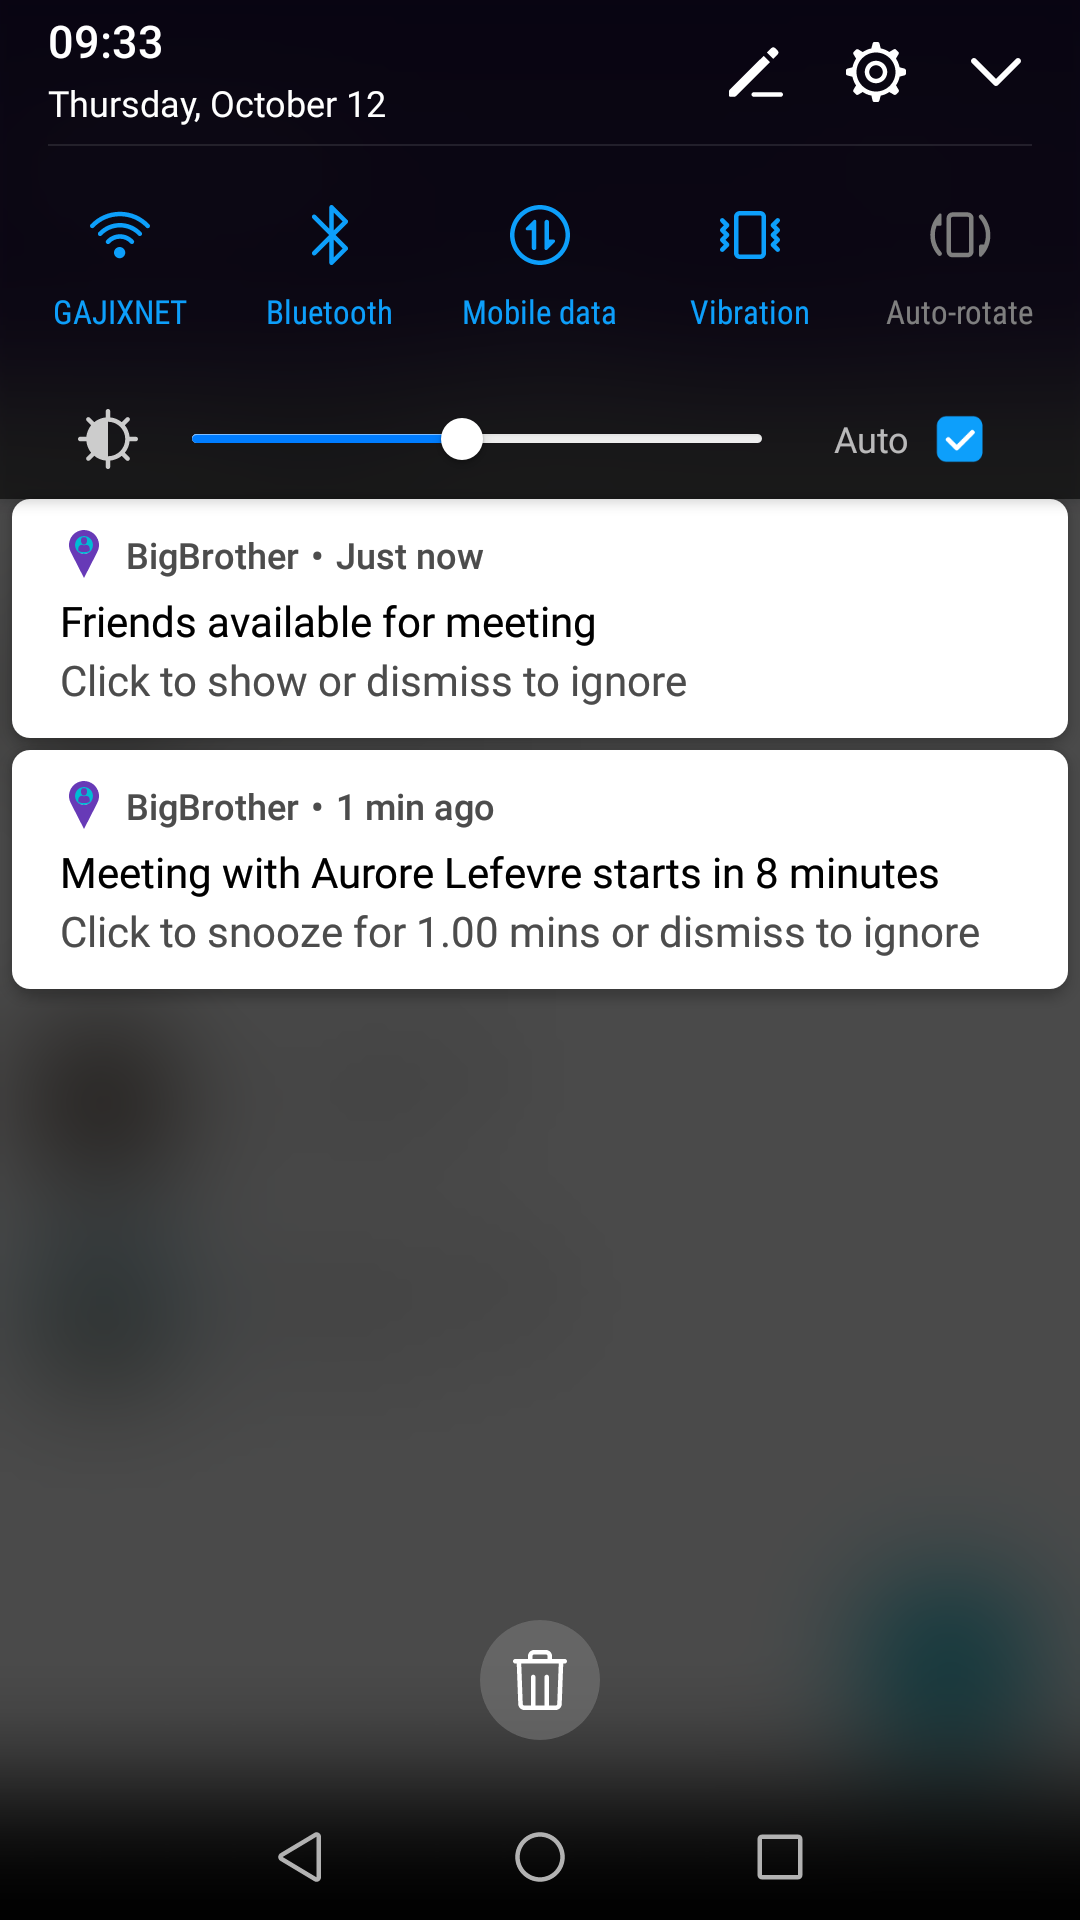 09:33
Thursday, October 12
GAJIXNET Bluetooth Mobile data Vibration Auto-rotate
Auto
BigBrother • Just now
Friends available for meeting
Click to show or dismiss to ignore
BigBrother • 1 min ago
Meeting with Aurore Lefevre starts in 8 minutes
Click to snooze for 1.00 mins or dismiss to ignore